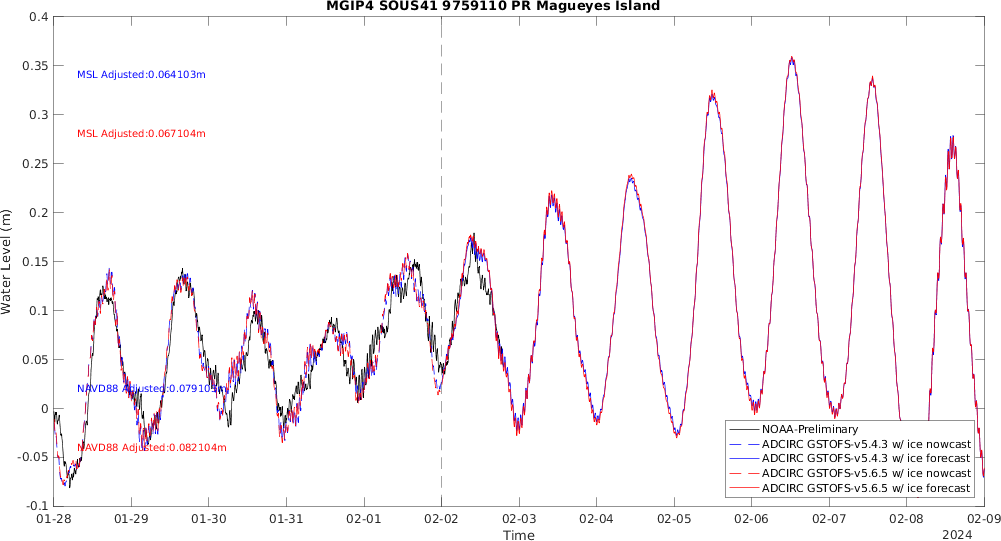 MGIP4 SOUS41 9759110 PR Magueyes Island
0.4
0.35
0.3
0.25
0.2
0.15
0.1
0.05
0
-0.05
-0.1
Water Level (m)
MSL Adjusted:0.064103m
MSL Adjusted:0.067104m
NAVD88 Adjusted:0.079103m
NAVD88 Adjusted:0.082104m
NOAA-Preliminary
ADCIRC GSTOFS-v5.4.3 w/ ice nowcast
ADCIRC GSTOFS-v5.4.3 w/ ice forecast
ADCIRC GSTOFS-v5.6.5 w/ ice nowcast
ADCIRC GSTOFS-v5.6.5 w/ ice forecast
01-28 01-29 01-30 01-31 02-01 02-02 02-03 02-04 02-05 02-06 02-07 02-08 02-09
Time
2024